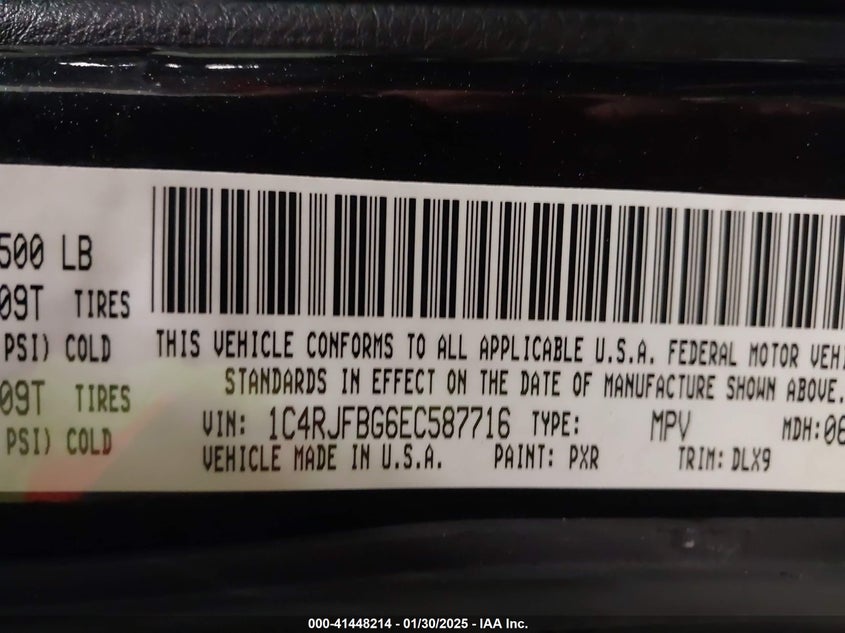 500 LB
09T TIRES
PSI) COLD
09T TIRES
PSI) COLD
THIS VEHICLE CONFORMS TO ALL APPLICABLE U.S.A. FEDERAL MOTOR VEHI
STANDARDS IN EFFECT ON THE DATE OF MANUFACTURE SHOWN ABOVE.
VIN: 1C4RJFBG6EC587716 TYPE: MPV MDH:06
VEHICLE MADE IN U.S.A. PAINT: PXR TRIM: DLX9
000-41448214 - 01/30/2025 - IAA Inc.